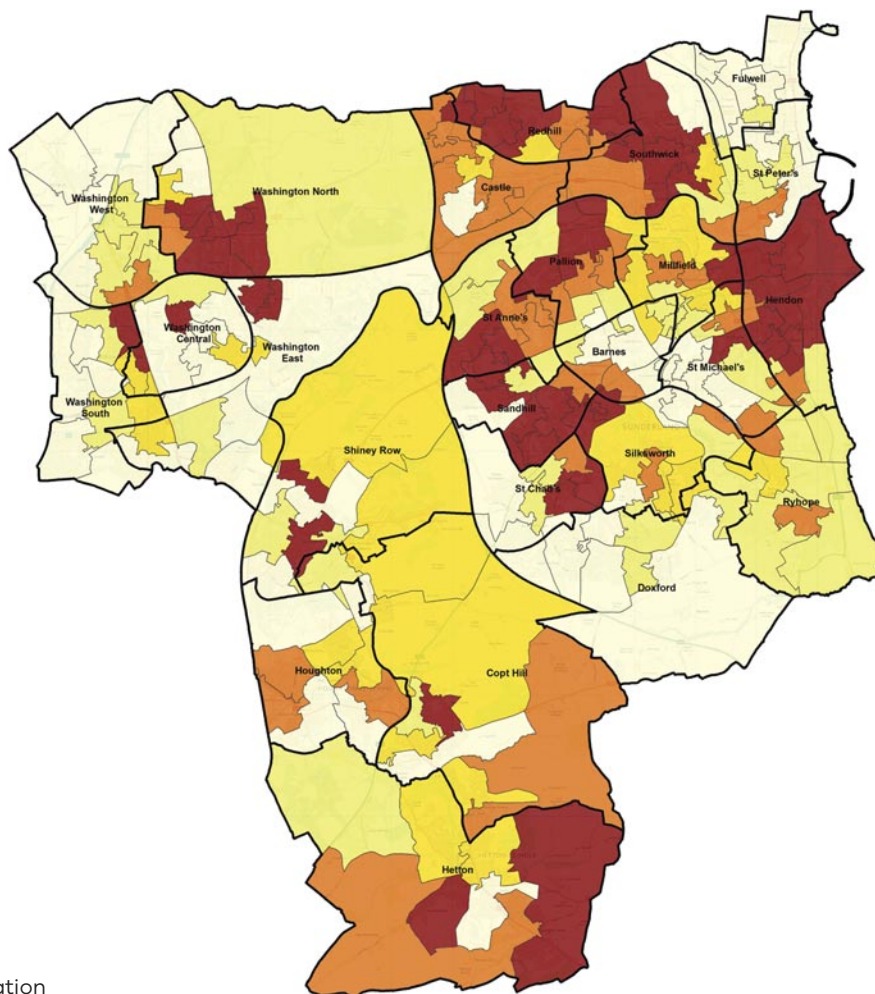 Fulwell
Redhill
Southwick
St Peter's
Castle
Washington North
Washington
West
Pallion
Millfield
Hendon
St Anne's
Washington
Central
Washington
East
Barnes
St Michael's
Washington
South
Sandhill
Shiney Row
SUNDERLAND
Silksworth
St Chad's
Ryhope
Doxford
Houghton
Copt Hill
Hetton
ation